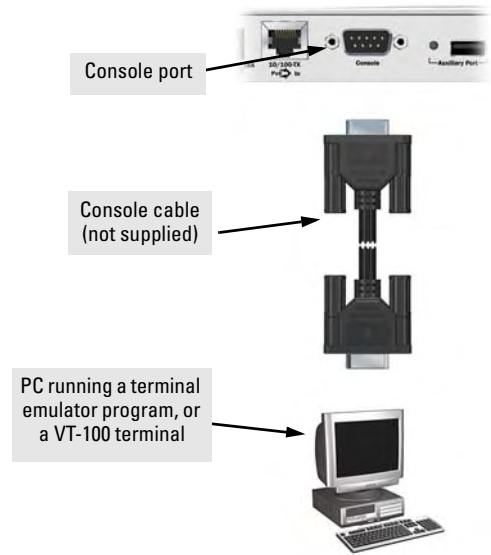 10/100-TX
Console
Auxiliary Port
Console port
Console cable
(not supplied)
PC running a terminal
emulator program, or
a VT-100 terminal